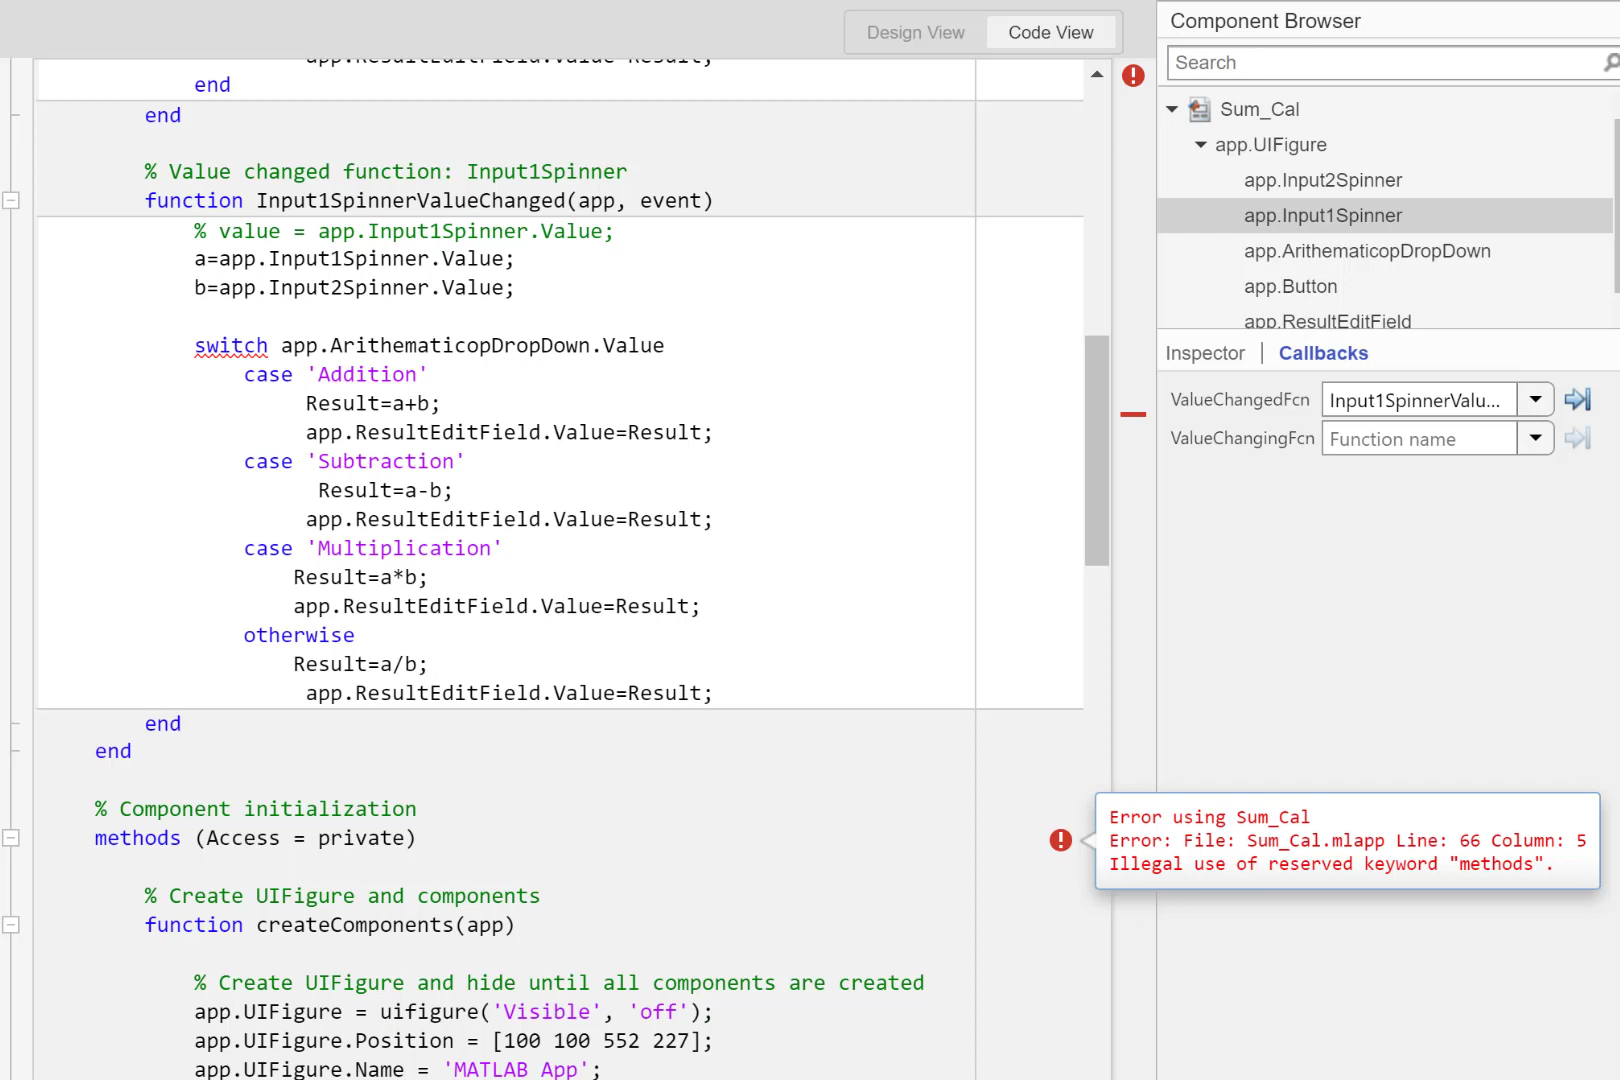 Design View Code View
app.ResultEditField.Value=Result;
end
end
% Value changed function: Input1Spinner
function Input1SpinnerValueChanged(app, event)
% value = app.Input1Spinner.Value;
a=app.Input1Spinner.Value;
b=app.Input2Spinner.Value;
switch app.ArithematicopDropDown.Value
case 'Addition'
Result=a+b;
app.ResultEditField.Value=Result;
case 'Subtraction'
Result=a-b;
app.ResultEditField.Value=Result;
case 'Multiplication'
Result=a*b;
app.ResultEditField.Value=Result;
otherwise
Result=a/b;
app.ResultEditField.Value=Result;
end
end
% Component initialization
methods (Access = private)
% Create UIFigure and components
function createComponents(app)
% Create UIFigure and hide until all components are created
app.UIFigure = uifigure('Visible', 'off');
app.UIFigure.Position = [100 100 552 227];
app.UIFigure.Name = 'MATLAB App';
Component Browser
Search
Sum_Cal
app.UIFigure
app.Input2Spinner
app.Input1Spinner
app.ArithematicopDropDown
app.Button
app.ResultEditField
Inspector | Callbacks
ValueChangedFcn Input1SpinnerValu...
ValueChangingFcn Function name
Error using Sum_Cal
Error: File: Sum_Cal.mlapp Line: 66 Column: 5
Illegal use of reserved keyword "methods".